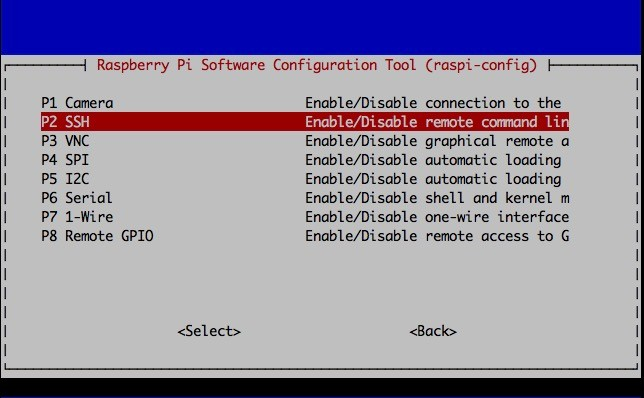 Raspberry Pi Software Configuration Tool (raspi-config)
P1 Camera Enable/Disable connection to the
P2 SSH Enable/Disable remote command lin
P3 VNC Enable/Disable graphical remote a
P4 SPI Enable/Disable automatic loading
P5 I2C Enable/Disable automatic loading
P6 Serial Enable/Disable shell and kernel m
P7 1-Wire Enable/Disable one-wire interface
P8 Remote GPIO Enable/Disable remote access to G
<Select> <Back>